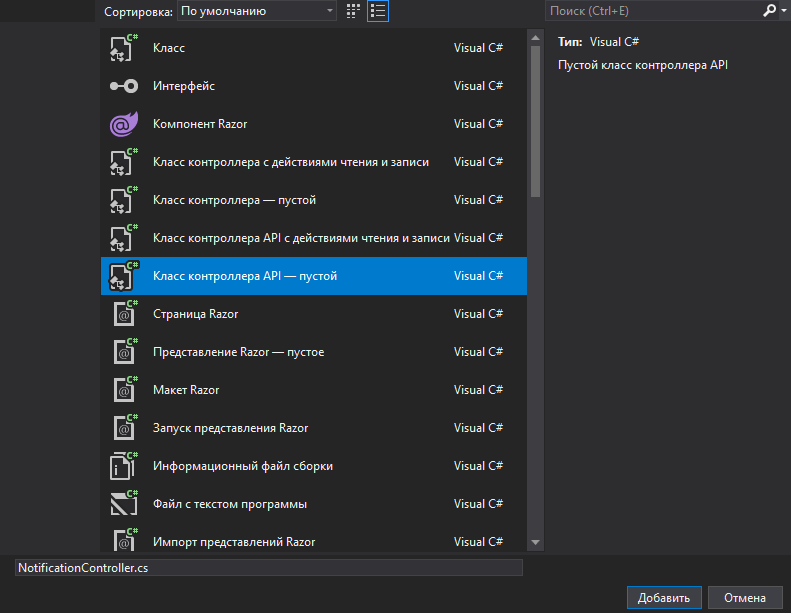 Сортировка: По умолчанию
Поиск (Ctrl+E)
C# Класс Visual C#
Интерфейс Visual C#
@ Компонент Razor Visual C#
C# Класс контроллера с действиями чтения и записи Visual C#
C# Класс контроллера — пустой Visual C#
C# Класс контроллера API с действиями чтения и записи Visual C#
C# Класс контроллера API — пустой Visual C#
C# @ Страница Razor Visual C#
C# @ Представление Razor — пустое Visual C#
C# @ Макет Razor Visual C#
C# @ Запуск представления Razor Visual C#
C# Информационный файл сборки Visual C#
C# Файл с текстом программы Visual C#
C# @ Импорт представлений Razor Visual C#
Тип: Visual C#
Пустой класс контроллера API
NotificationController.cs
Добавить Отмена